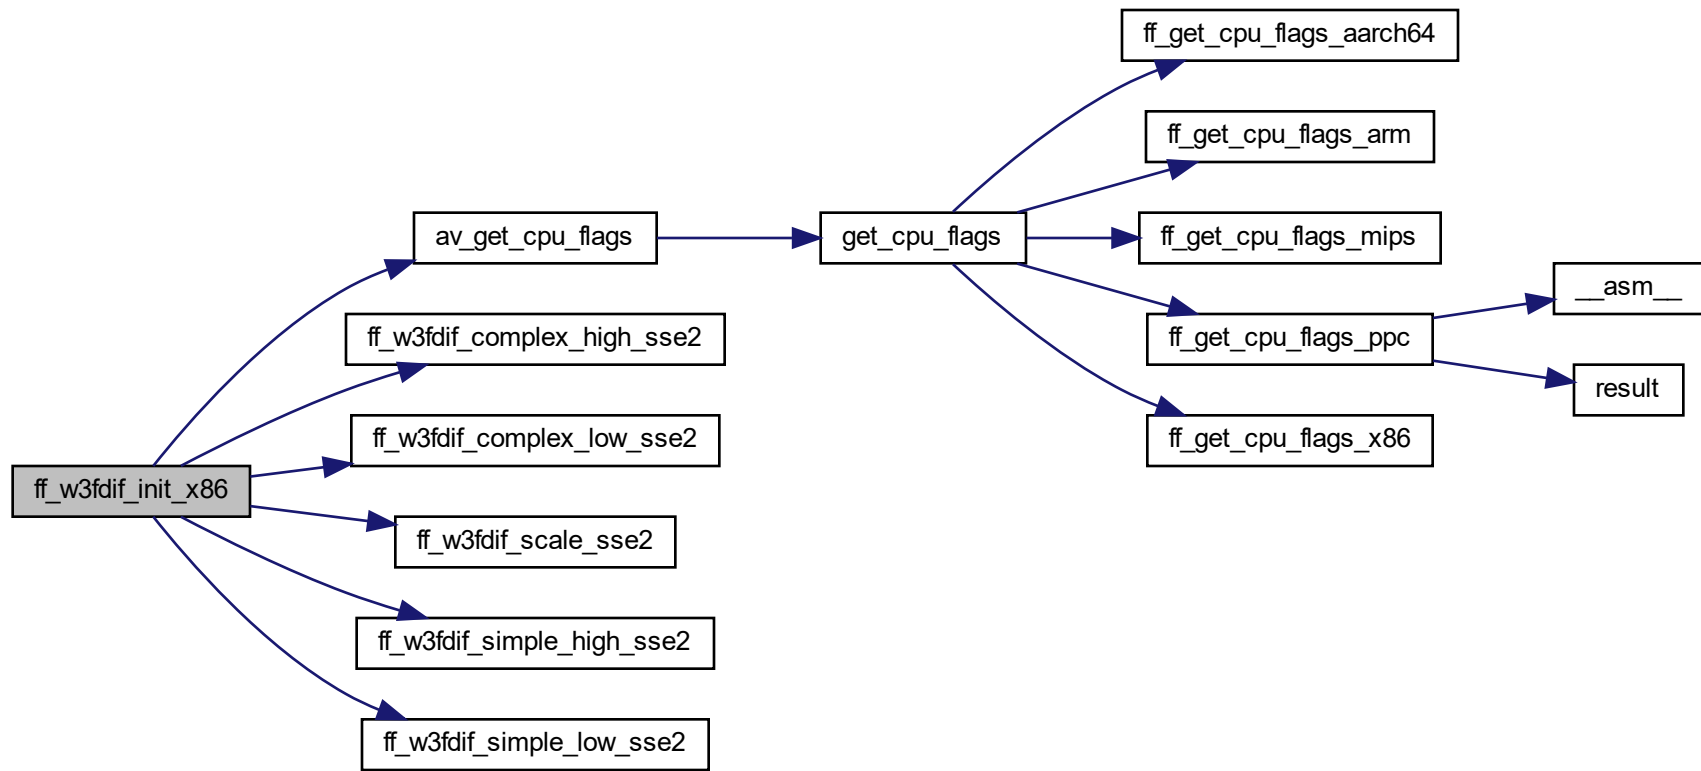 ff_get_cpu_flags_aarch64
ff_get_cpu_flags_arm
av_get_cpu_flags
get_cpu_flags
ff_get_cpu_flags_mips
__asm__
ff_w3fdif_complex_high_sse2
ff_get_cpu_flags_ppc
result
ff_w3fdif_complex_low_sse2
ff_get_cpu_flags_x86
ff_w3fdif_init_x86
ff_w3fdif_scale_sse2
ff_w3fdif_simple_high_sse2
ff_w3fdif_simple_low_sse2